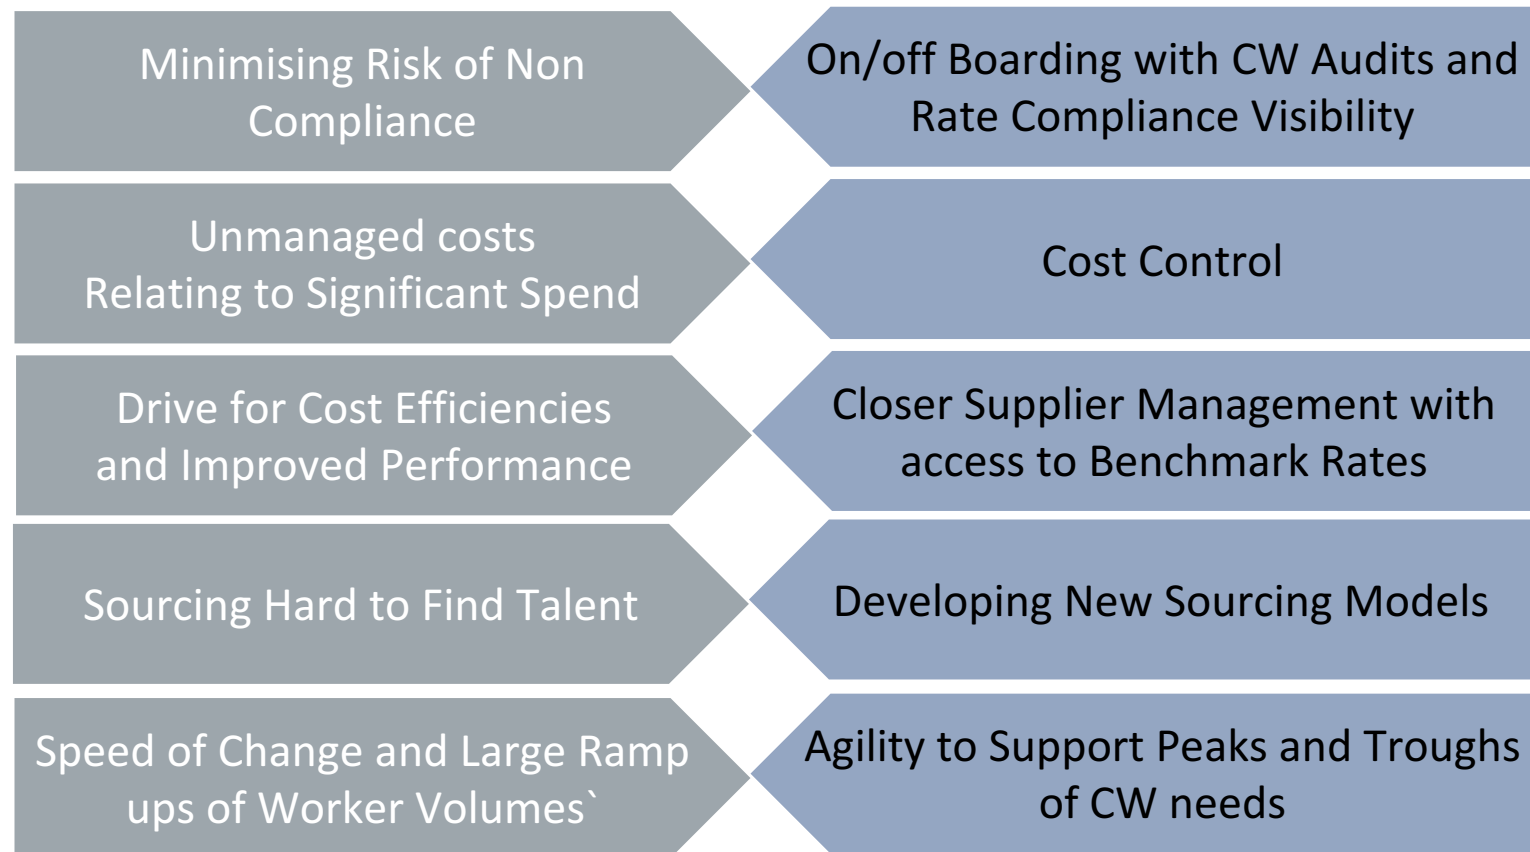 Minimising Risk of Non
Compliance
On/off Boarding with CW Audits and
Rate Compliance Visibility
Unmanaged costs
Relating to Significant Spend
Cost Control
Drive for Cost Efficiencies
and Improved Performance
Closer Supplier Management with
access to Benchmark Rates
Sourcing Hard to Find Talent
Developing New Sourcing Models
Speed of Change and Large Ramp
ups of Worker Volumes`
Agility to Support Peaks and Troughs
of CW needs